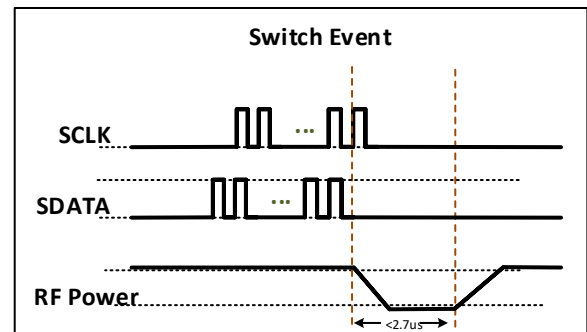 Switch Event
SCLK
...
SDATA
...
RF Power
<2.7us